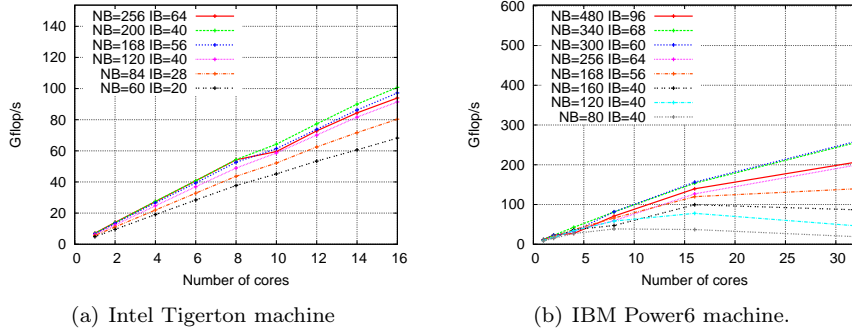 140
120
100
80
60
40
20
0
Gflop/s
NB=256 IB=64
NB=200 IB=40
NB=168 IB=56
NB=120 IB=40
NB=84 IB=28
NB=60 IB=20
0 2 4 6 8 10 12 14 16
Number of cores
(a) Intel Tigerton machine
600
500
400
300
200
100
0
Gflop/s
NB=480 IB=96
NB=340 IB=68
NB=300 IB=60
NB=256 IB=64
NB=168 IB=56
NB=160 IB=40
NB=120 IB=40
NB=80 IB=40
0 5 10 15 20 25 30
Number of cores
(b) IBM Power6 machine.